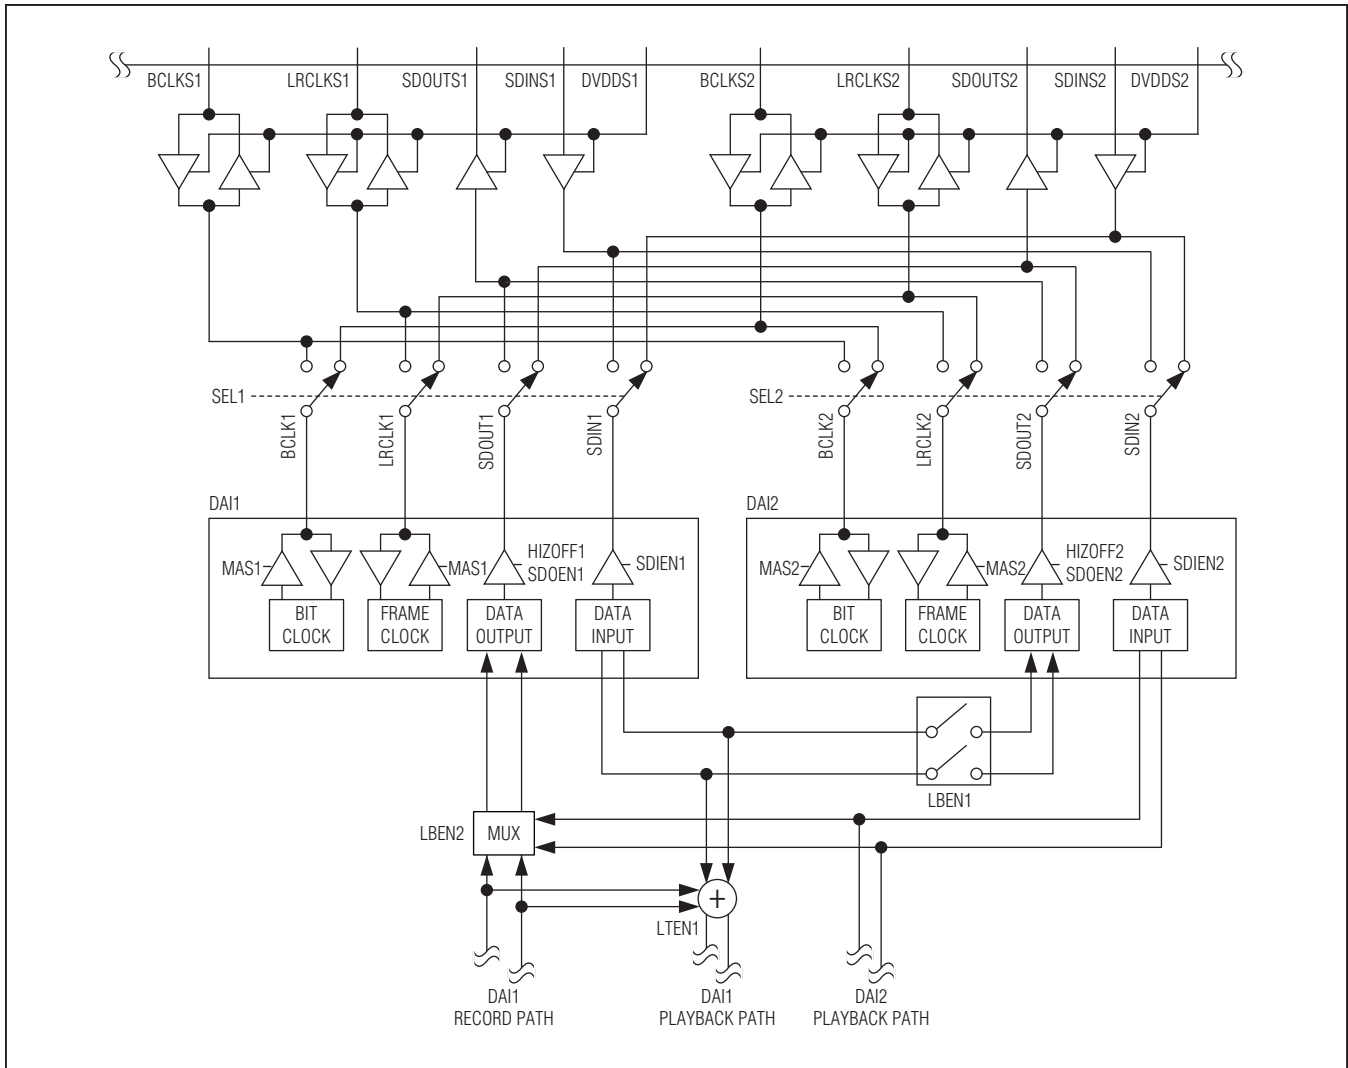 BCLKS1
LRCLKS1
SDOUTS1
SDINS1
DVDDS1
BCLKS2
LRCLKS2
SDOUTS2
SDINS2
DVDDS2
SEL1
SEL2
BCLK1
LRCLK1
SDOUT1
SDIN1
BCLK2
LRCLK2
SDOUT2
SDIN2
DAI1
MAS1
MAS1
HIZOFF1
SDOEN1
SDIEN1
BIT
CLOCK
FRAME
CLOCK
DATA
OUTPUT
DATA
INPUT
DAI2
MAS2
MAS2
HIZOFF2
SDOEN2
SDIEN2
BIT
CLOCK
FRAME
CLOCK
DATA
OUTPUT
DATA
INPUT
LBEN1
LBEN2
MUX
+
LTEN1
DAI1
RECORD PATH
DAI1
PLAYBACK PATH
DAI2
PLAYBACK PATH